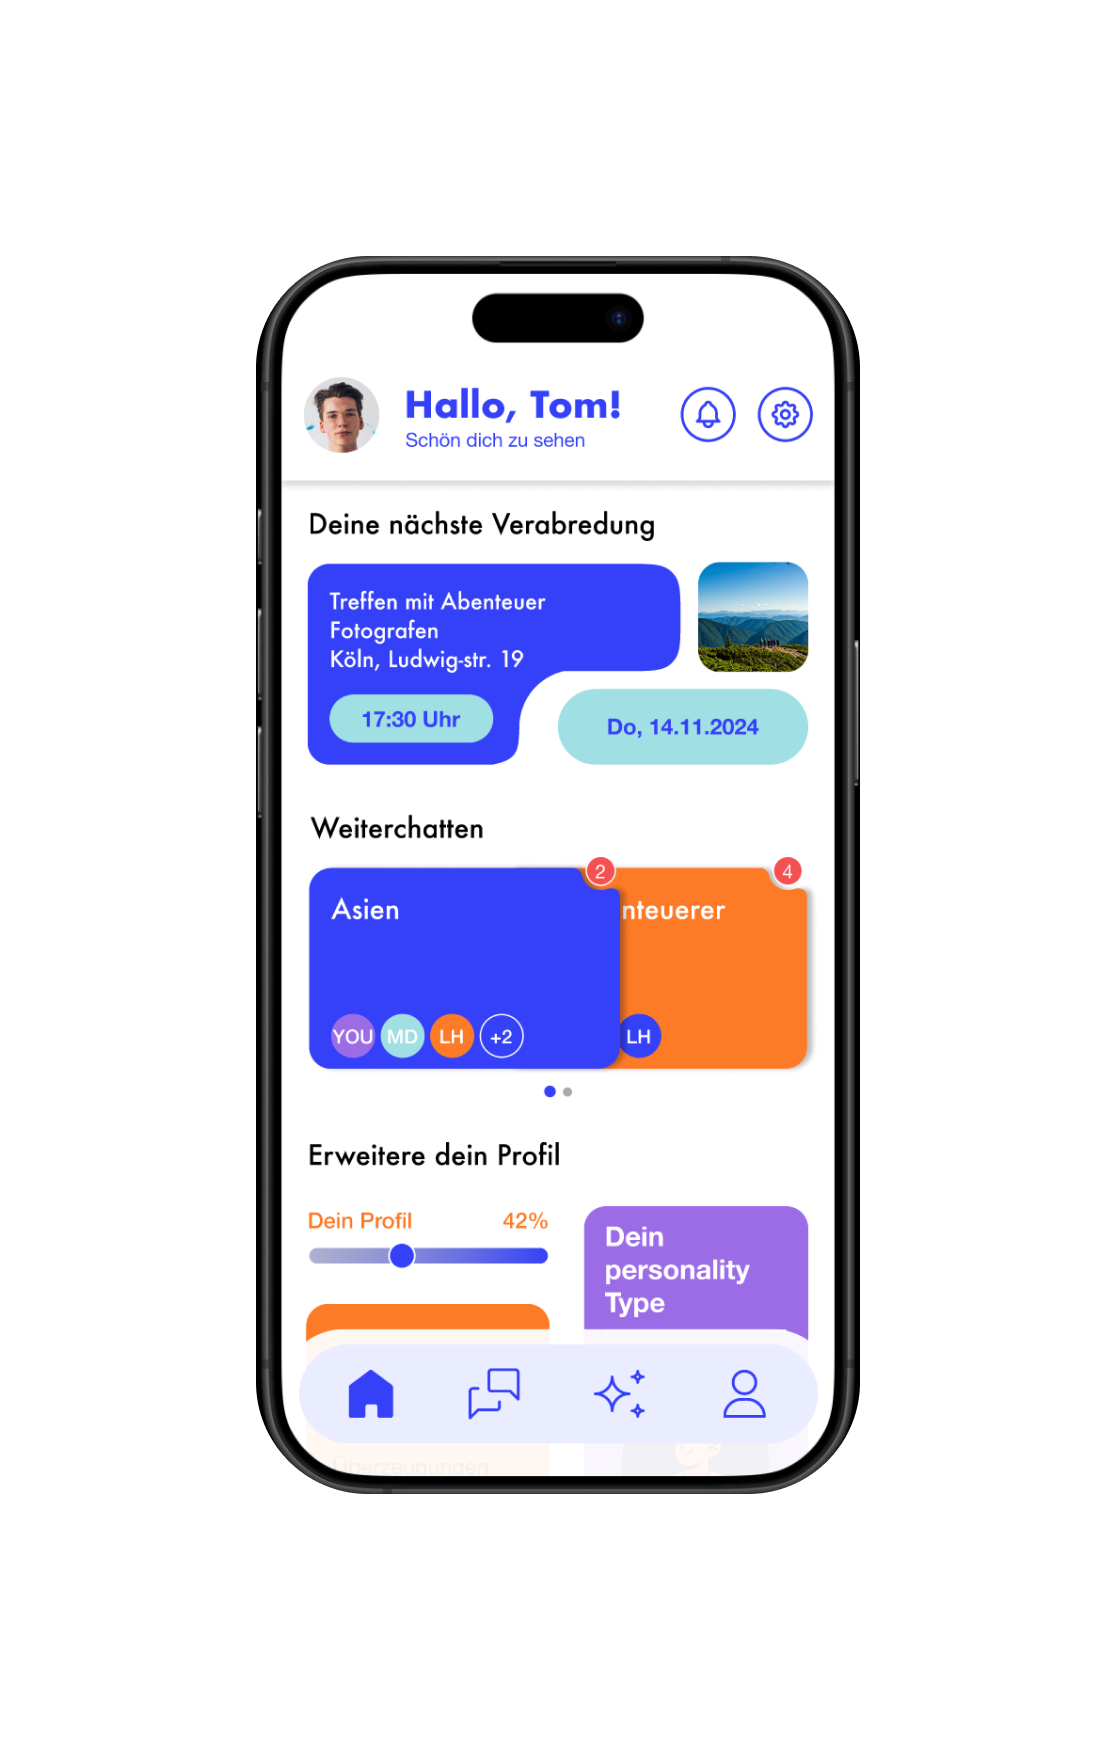 Hallo, Tom!
Schön dich zu sehen
Deine nächste Verabredung
Treffen mit Abenteuer
Fotografen
Köln, Ludwig-str. 19
17:30 Uhr
Do, 14.11.2024
Weiterchatten
2
4
Asien
nteuerer
YOU
MD
LH
+2
LH
Erweitere dein Profil
Dein Profil
42%
Dein
personality
Type
Überzeugungen